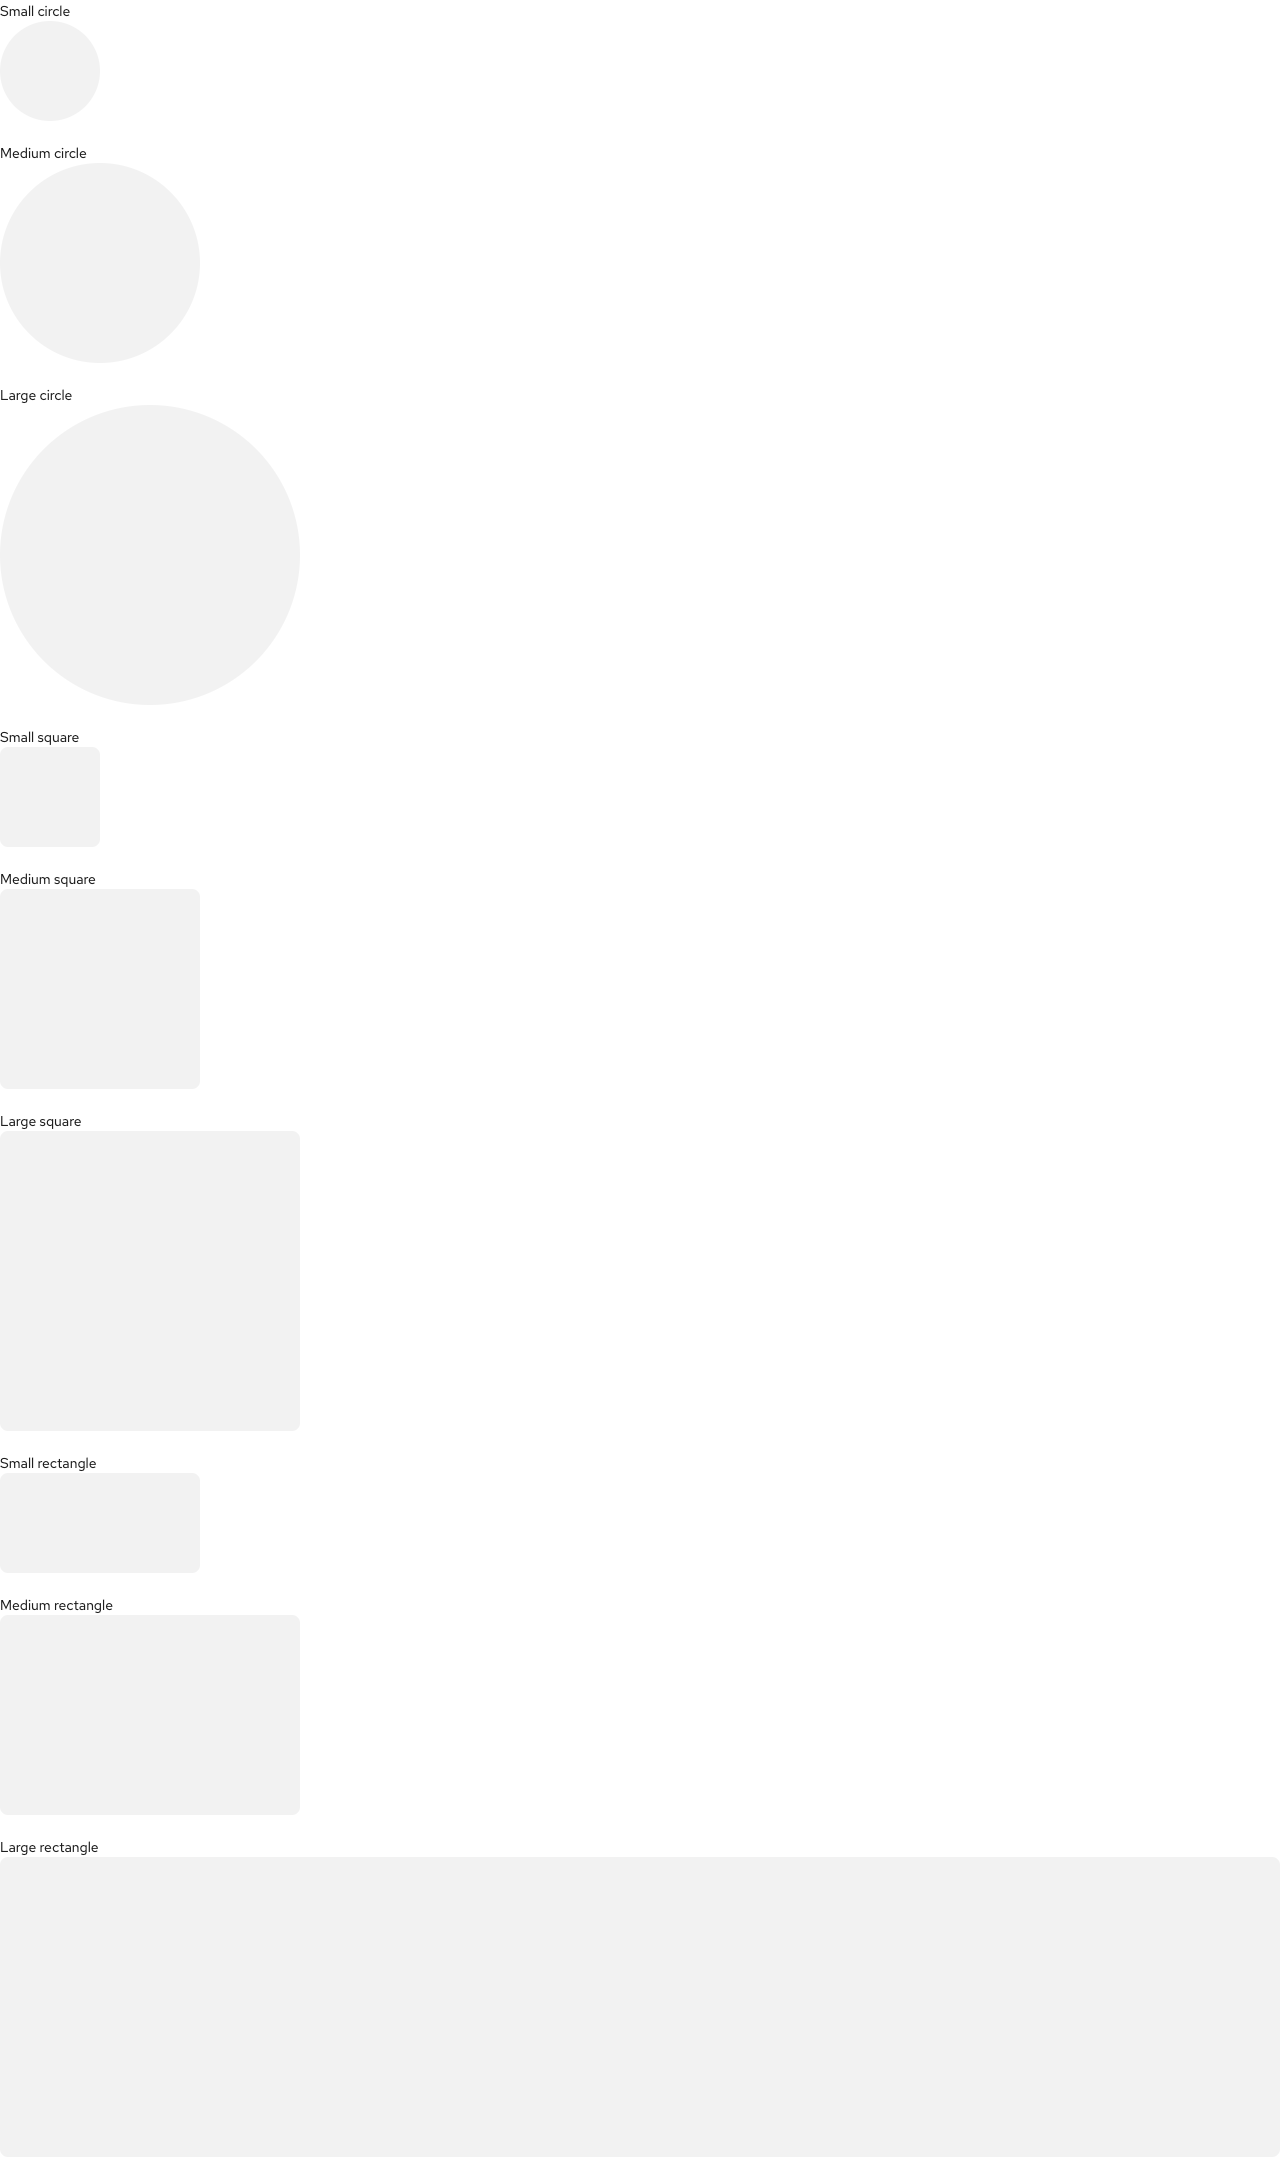 Small circle
Medium circle
Large circle
Small square
Medium square
Large square
Small rectangle
Medium rectangle
Large rectangle